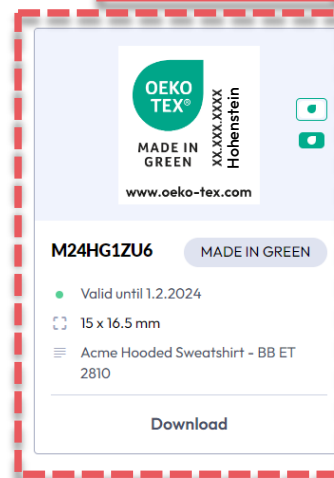 OEKO
TEX®
MADE IN
GREEN
XX.XXX.XXXX
Hohenstein
www.oeko-tex.com
M24HG1ZU6
MADE IN GREEN
Valid until 1.2.2024
15 x 16.5 mm
Acme Hooded Sweatshirt - BB ET
2810
Download